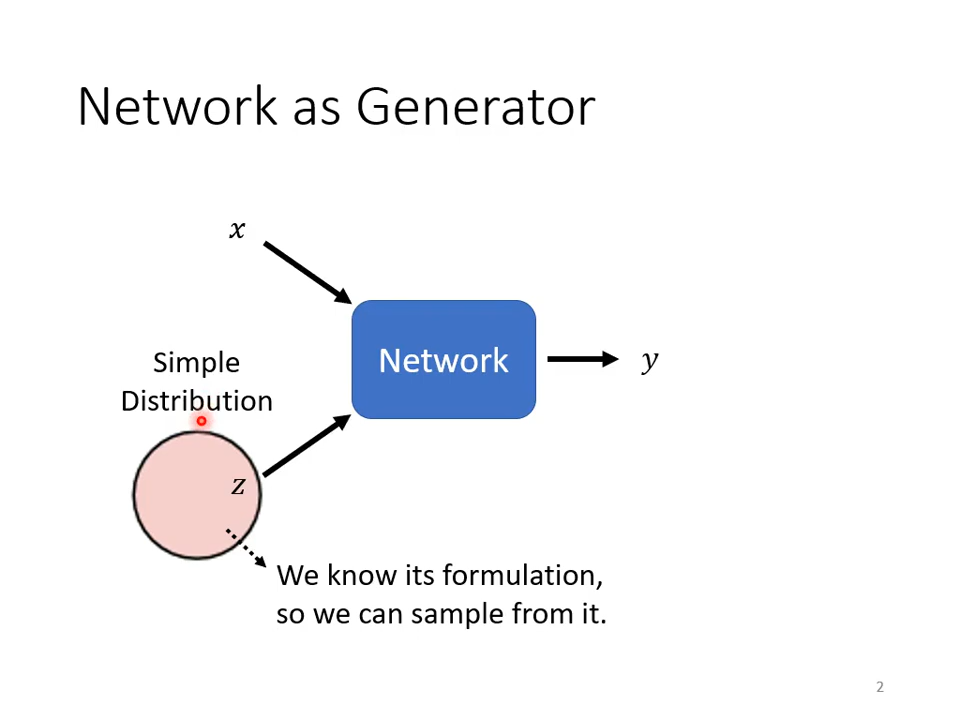 Network as Generator
x
Simple
Distribution
Network
y
z
We know its formulation,
so we can sample from it.
2